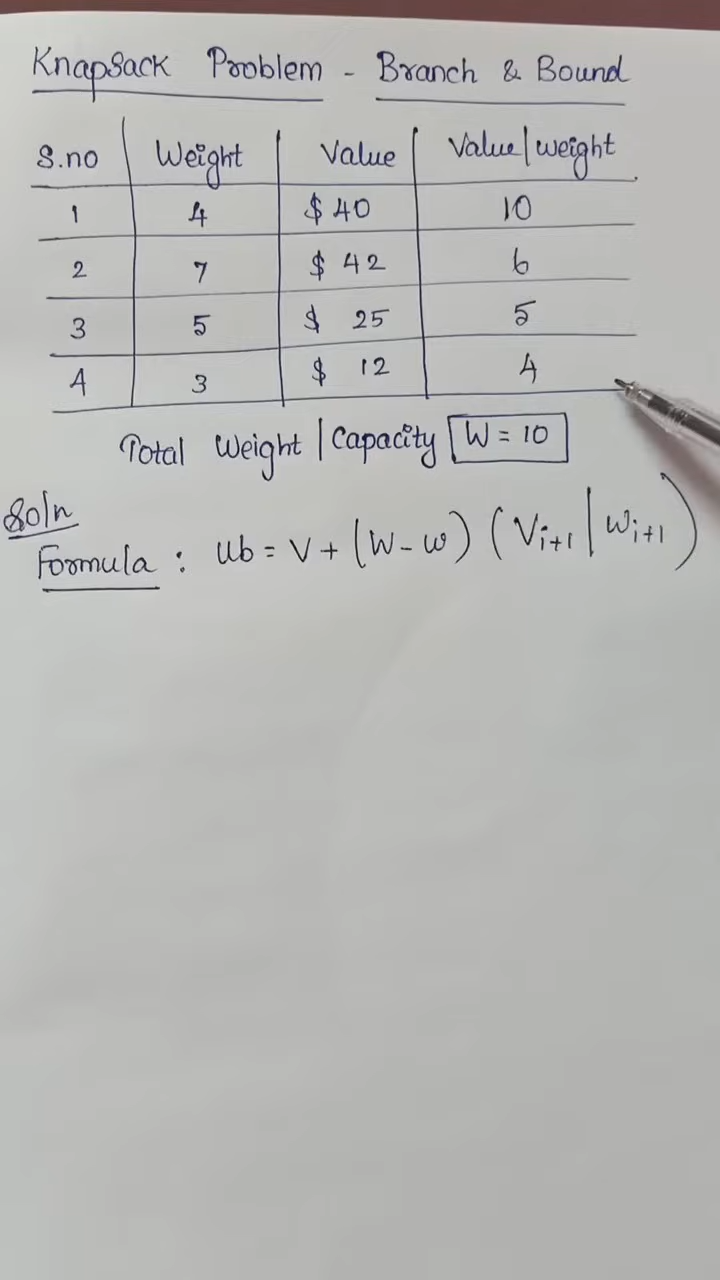 Knapsack Problem - Branch & Bound
S.no Weight Value Value/weight
1 4 $ 40 10
2 7 $ 42 6
3 5 $ 25 5
4 3 $ 12 4
Total Weight / Capacity W = 10
Soln
Formula : ub = v + (W - w) (Vi+1 / wi+1)